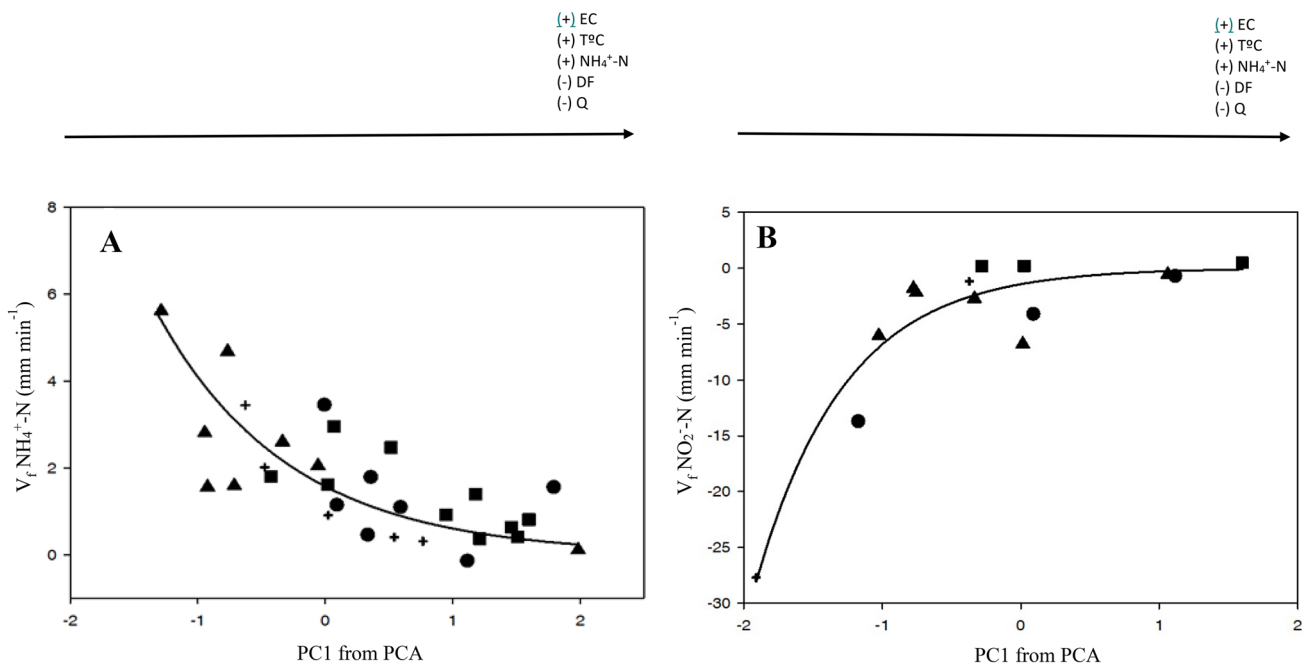 (+) EC
(+) TºC
(+) NH₄⁺-N
(-) DF
(-) Q
A
8
6
4
2
0
V_f NH₄⁺-N (mm min⁻¹)
-2 -1 0 1 2
PC1 from PCA
(+) EC
(+) TºC
(+) NH₄⁺-N
(-) DF
(-) Q
B
5
0
-5
-10
-15
-20
-25
-30
V_f NO₂⁻-N (mm min⁻¹)
-2 -1 0 1 2
PC1 from PCA